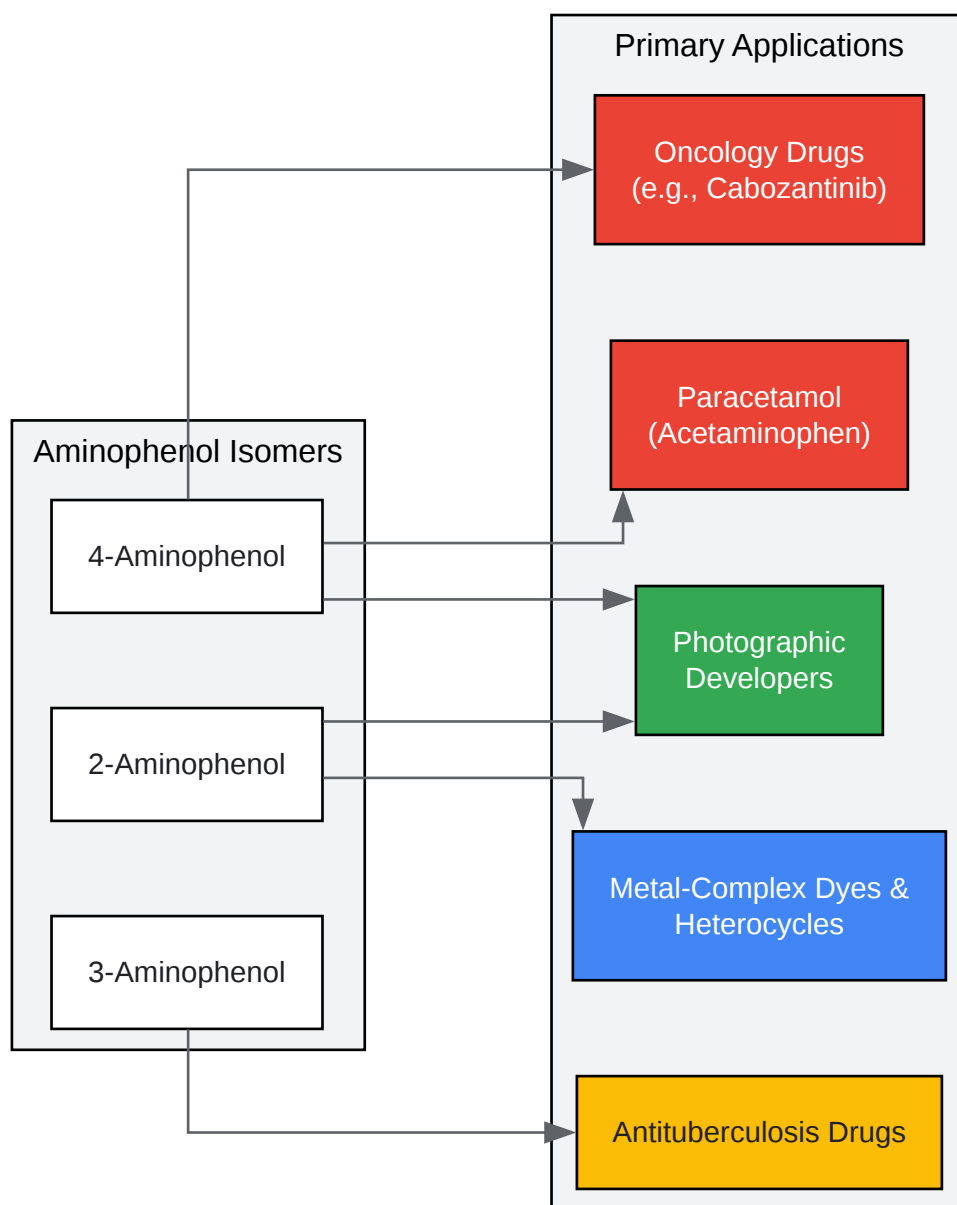 Primary Applications
Oncology Drugs
(e.g., Cabozantinib)
Paracetamol
(Acetaminophen)
Aminophenol Isomers
4-Aminophenol
Photographic
Developers
2-Aminophenol
Metal-Complex Dyes &
Heterocycles
3-Aminophenol
Antituberculosis Drugs